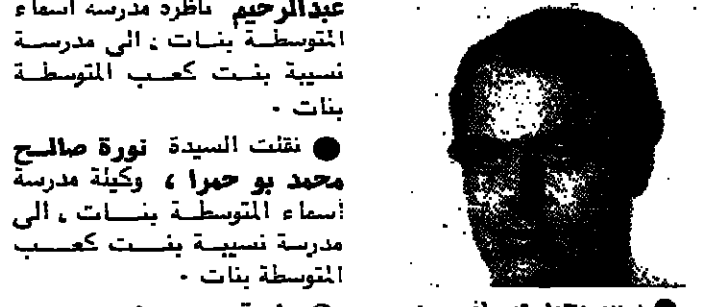 عبدالرحيم ناظرة مدرسة اسماء
المتوسطة بنات ، الى مدرسة
نسيبة بنت كعب المتوسطة
بنات .
● نقلت السيدة نورة صالح
محمد بو حمرا ، وكيلة مدرسة
أسماء المتوسطة بنات ، الى
مدرسة نسيبة بنت كعب
المتوسطة بنات .